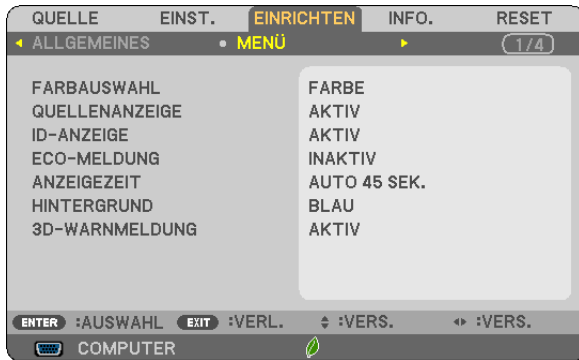 QUELLE EINST. EINRICHTEN INFO. RESET
ALLGEMEINES MENÜ 1/4
FARBAUSWAHL FARBE
QUELLENANZEIGE AKTIV
ID-ANZEIGE AKTIV
ECO-MELDUNG INAKTIV
ANZEIGEZEIT AUTO 45 SEK.
HINTERGRUND BLAU
3D-WARNMELDUNG AKTIV
ENTER :AUSWAHL EXIT :VERL. :VERS. :VERS.
COMPUTER